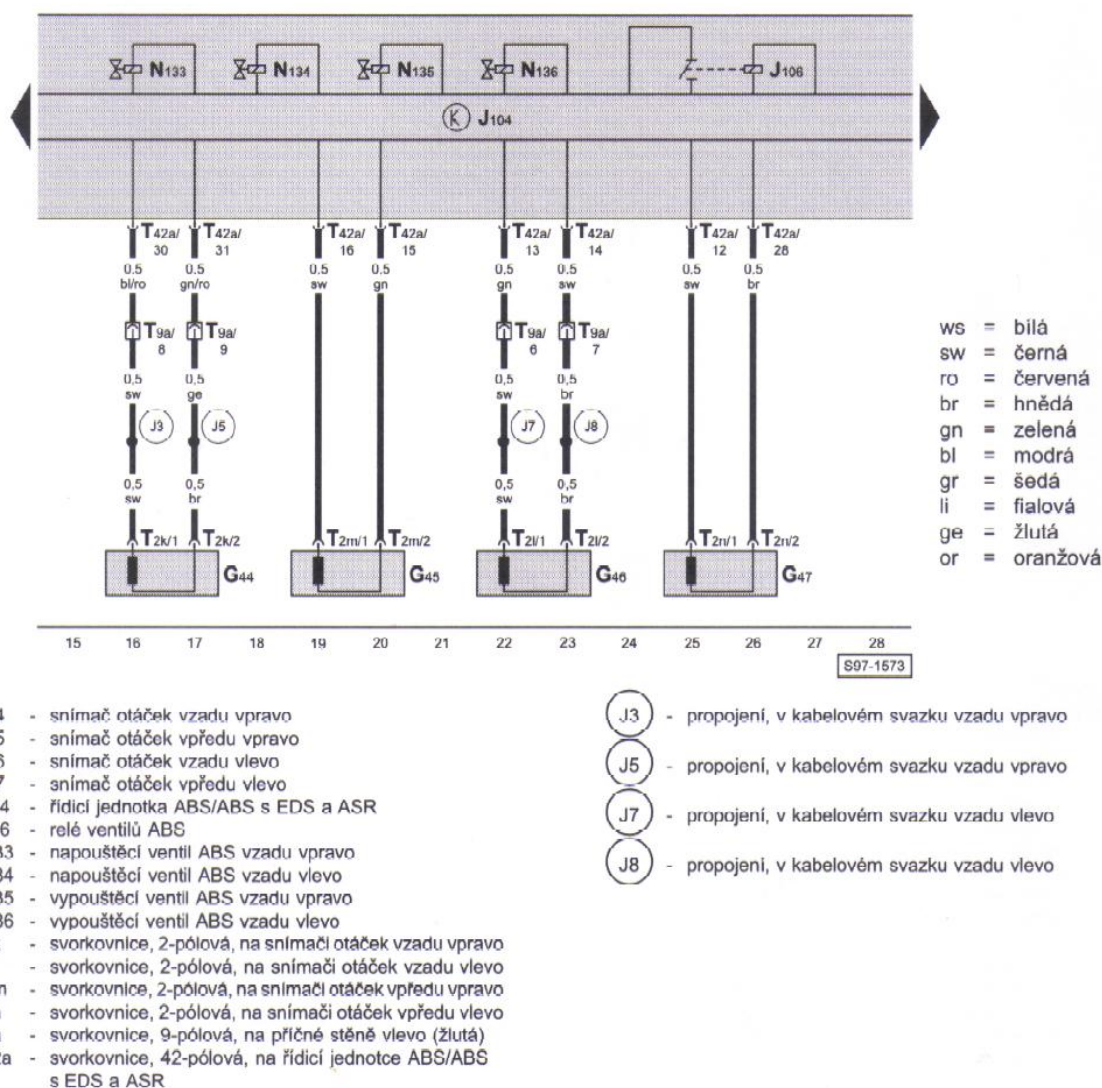 N133 N134 N135 N136 J106
K J104
T42a/ T42a/ T42a/ T42a/ T42a/ T42a/ T42a/ T42a/
30 31 16 15 13 14 12 28
0.5 0.5 0.5 0.5 0.5 0.5 0.5 0.5
bl/ro gn/ro sw gn gn sw sw br
T9a/ T9a/ T9a/ T9a/
8 9 6 7
0,5 0,5 0,5 0,5
sw ge sw br
J3 J5 J7 J8
0,5 0,5 0,5 0,5
sw br sw br
T2k/1 T2k/2 T2m/1 T2m/2 T2l/1 T2l/2 T2n/1 T2n/2
G44 G45 G46 G47
15 16 17 18 19 20 21 22 23 24 25 26 27 28
S97-1573
ws = bílá
sw = černá
ro = červená
br = hnědá
gn = zelená
bl = modrá
gr = šedá
li = fialová
ge = žlutá
or = oranžová
4 - snímač otáček vzadu vpravo
5 - snímač otáček vpředu vpravo
6 - snímač otáček vzadu vlevo
7 - snímač otáček vpředu vlevo
4 - řídicí jednotka ABS/ABS s EDS a ASR
6 - relé ventilů ABS
33 - napouštěcí ventil ABS vzadu vpravo
34 - napouštěcí ventil ABS vzadu vlevo
35 - vypouštěcí ventil ABS vzadu vpravo
36 - vypouštěcí ventil ABS vzadu vlevo
- svorkovnice, 2-pólová, na snímači otáček vzadu vpravo
- svorkovnice, 2-pólová, na snímači otáček vzadu vlevo
- svorkovnice, 2-pólová, na snímači otáček vpředu vpravo
- svorkovnice, 2-pólová, na snímači otáček vpředu vlevo
- svorkovnice, 9-pólová, na příčné stěně vlevo (žlutá)
2a - svorkovnice, 42-pólová, na řídicí jednotce ABS/ABS
s EDS a ASR
J3 - propojení, v kabelovém svazku vzadu vpravo
J5 - propojení, v kabelovém svazku vzadu vpravo
J7 - propojení, v kabelovém svazku vzadu vlevo
J8 - propojení, v kabelovém svazku vzadu vlevo